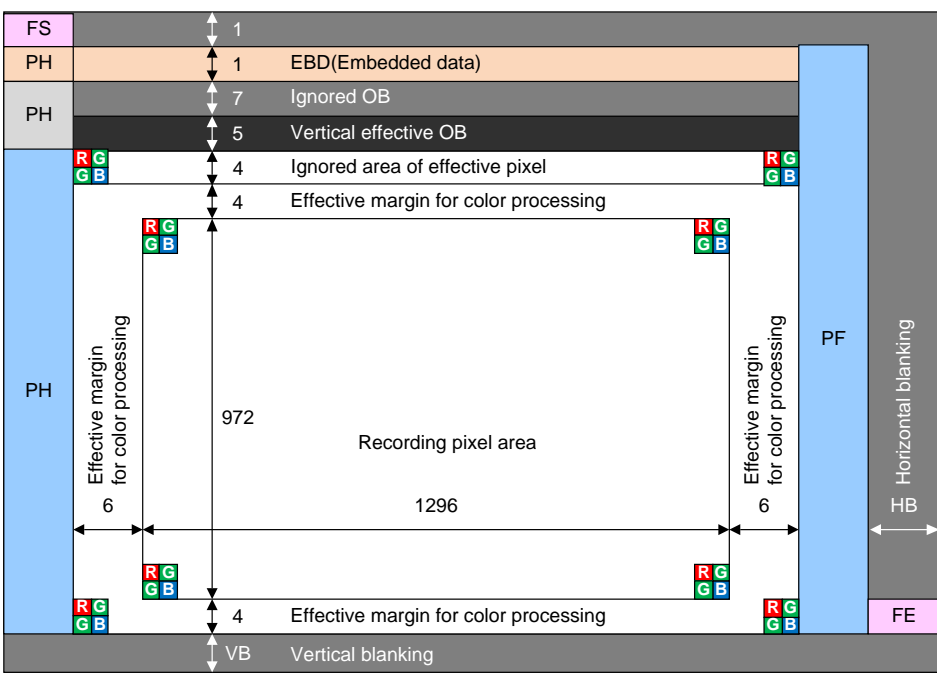 FS
1
PH
1
EBD(Embedded data)
PH
7
Ignored OB
5
Vertical effective OB
R G
G B
4
Ignored area of effective pixel
R G
G B
4
Effective margin for color processing
R G
G B
R G
G B
PH
Effective margin
for color processing
6
972
Recording pixel area
1296
Effective margin
for color processing
6
PF
Horizontal blanking
HB
R G
G B
R G
G B
R G
G B
4
Effective margin for color processing
R G
G B
FE
VB
Vertical blanking